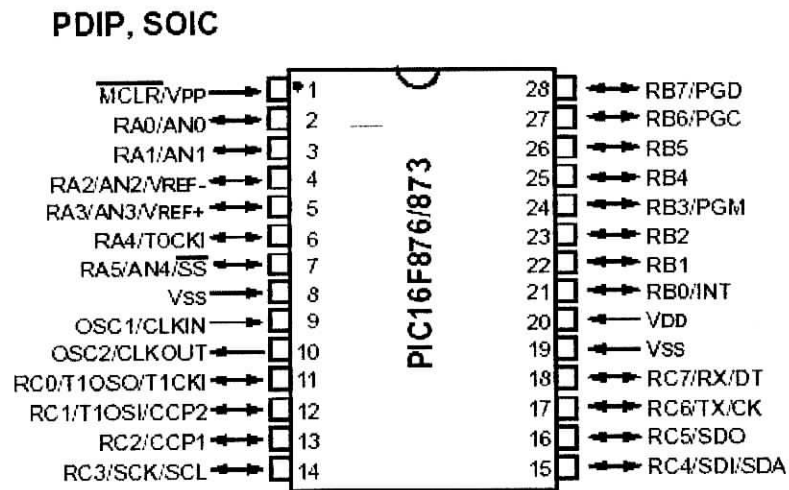 PDIP, SOIC
MCLR/VPP 1
RA0/AN0 2
RA1/AN1 3
RA2/AN2/VREF- 4
RA3/AN3/VREF+ 5
RA4/T0CKI 6
RA5/AN4/SS 7
VSS 8
OSC1/CLKIN 9
OSC2/CLKOUT 10
RC0/T1OSO/T1CKI 11
RC1/T1OSI/CCP2 12
RC2/CCP1 13
RC3/SCK/SCL 14
PIC16F876/873
28 RB7/PGD
27 RB6/PGC
26 RB5
25 RB4
24 RB3/PGM
23 RB2
22 RB1
21 RB0/INT
20 VDD
19 VSS
18 RC7/RX/DT
17 RC6/TX/CK
16 RC5/SDO
15 RC4/SDI/SDA